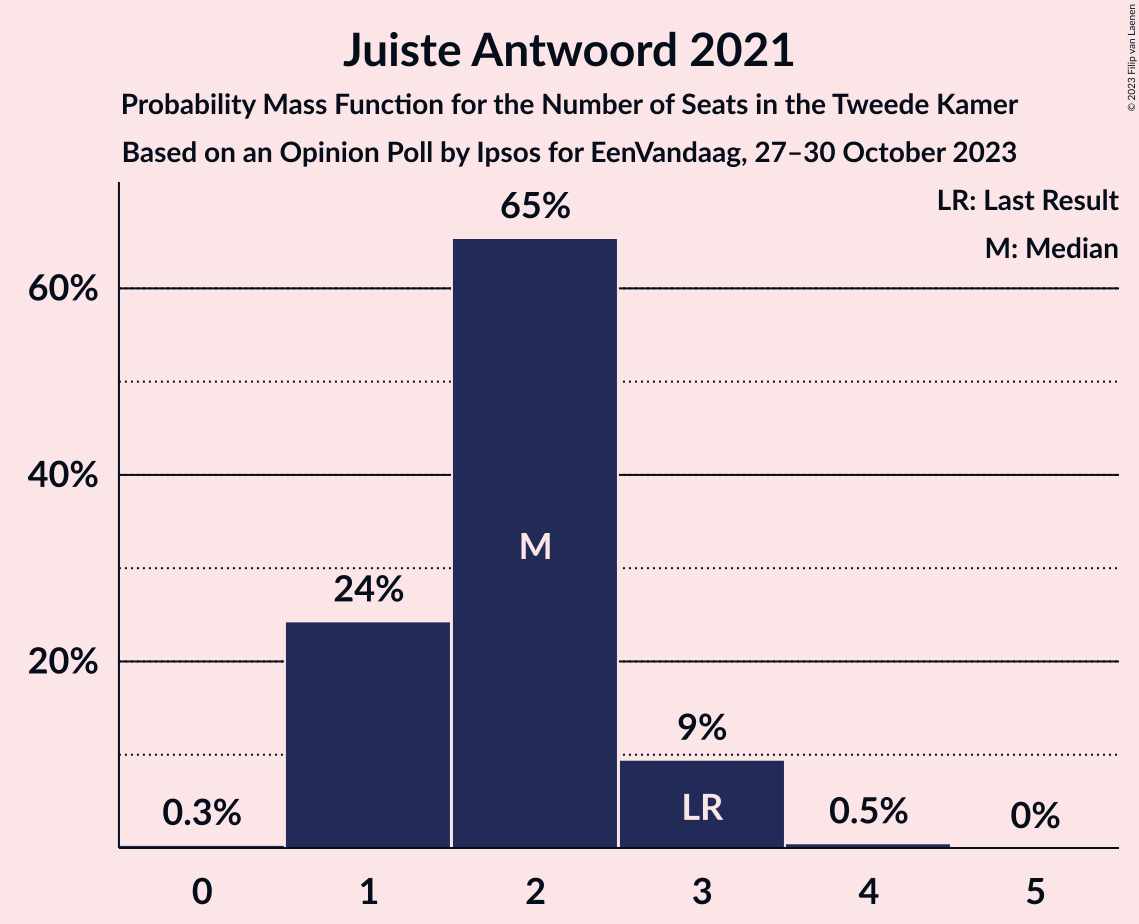 Juiste Antwoord 2021
Probability Mass Function for the Number of Seats in the Tweede Kamer
Based on an Opinion Poll by Ipsos for EenVandaag, 27–30 October 2023
© 2023 Filip van Laenen
LR: Last Result
M: Median
65%
60%
40%
M
24%
20%
9%
LR
0.3%
0.5%
0%
0 1 2 3 4 5